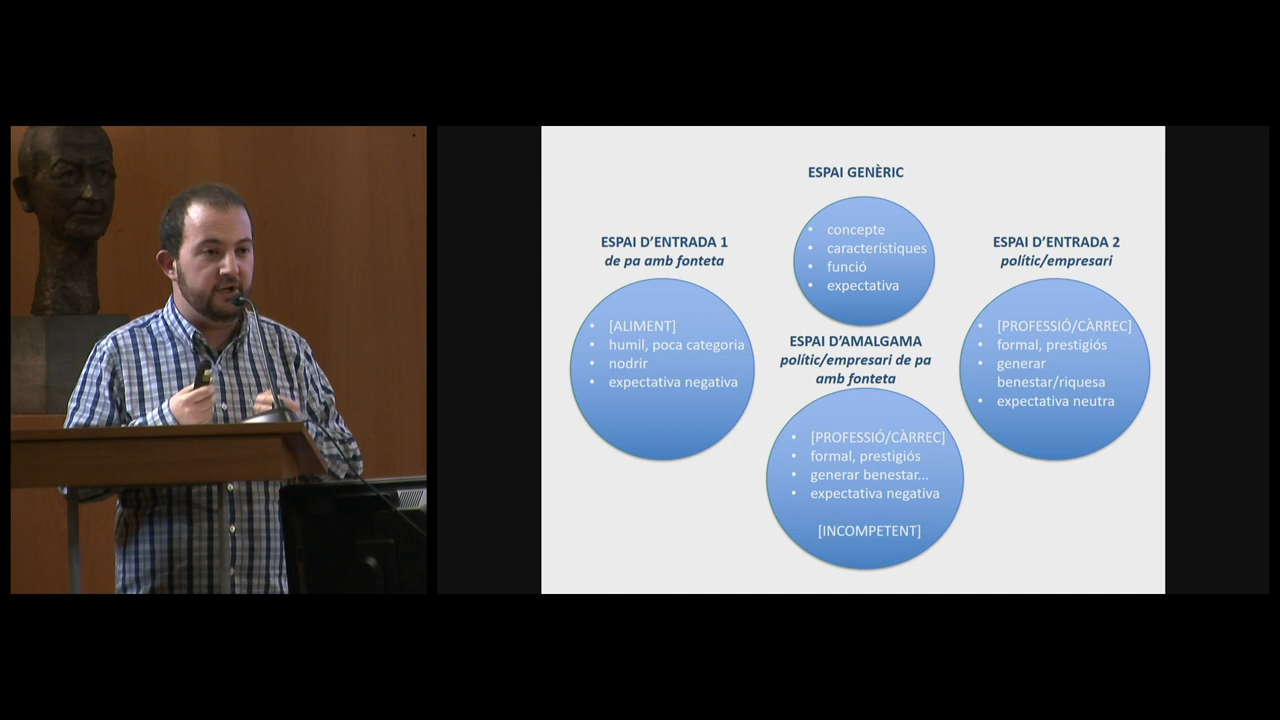 ESPAI GENÈRIC
• concepte
• característiques
• funció
• expectativa
ESPAI D'ENTRADA 1
de pa amb fonteta
• [ALIMENT]
• humil, poca categoria
• nodrir
• expectativa negativa
ESPAI D'ENTRADA 2
polític/empresari
• [PROFESSIÓ/CÀRREC]
• formal, prestigiós
• generar
benestar/riquesa
• expectativa neutra
ESPAI D'AMALGAMA
polític/empresari de pa
amb fonteta
• [PROFESSIÓ/CÀRREC]
• formal, prestigiós
• generar benestar...
• expectativa negativa
[INCOMPETENT]